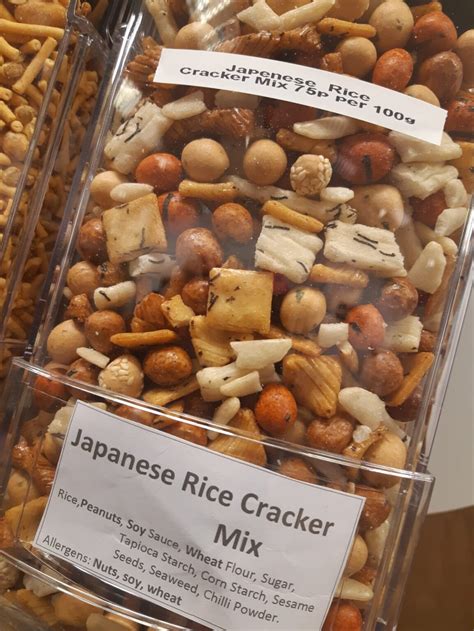 Japenese Rice
Cracker Mix 75p per 100g
Japanese Rice Cracker
Mix
Rice,Peanuts, Soy Sauce, Wheat Flour, Sugar,
Tapioca Starch, Corn Starch, Sesame
Seeds, Seaweed, Chilli Powder.
Allergens: Nuts, soy, wheat